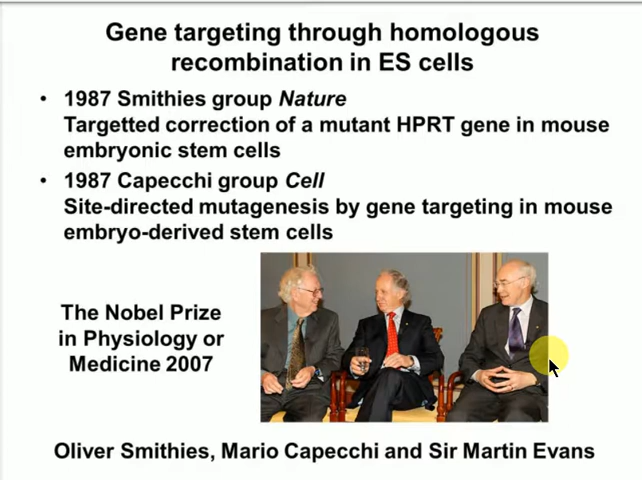 Gene targeting through homologous
recombination in ES cells
• 1987 Smithies group Nature
Targetted correction of a mutant HPRT gene in mouse
embryonic stem cells
• 1987 Capecchi group Cell
Site-directed mutagenesis by gene targeting in mouse
embryo-derived stem cells
The Nobel Prize
in Physiology or
Medicine 2007
Oliver Smithies, Mario Capecchi and Sir Martin Evans